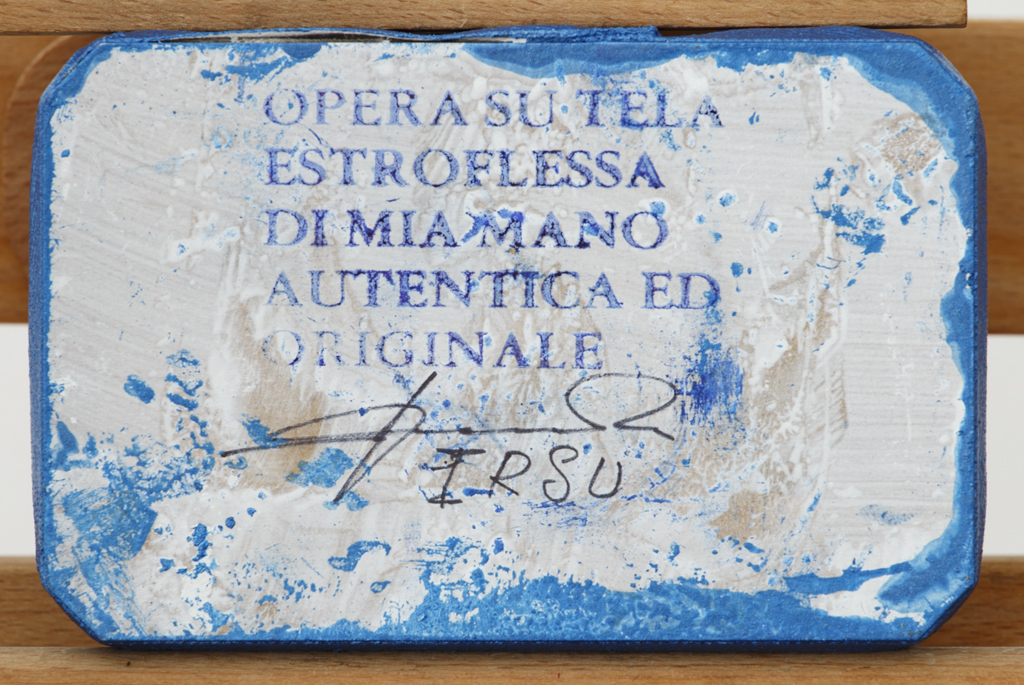 OPERA SU TELA
ESTROFLESSA
DI MIA MANO
AUTENTICA ED
ORIGINALE
IRSU